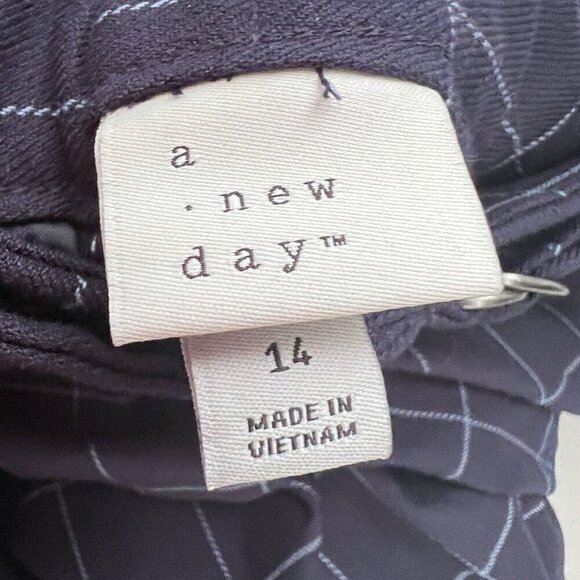 a
. new
day™
14
MADE IN
VIETNAM